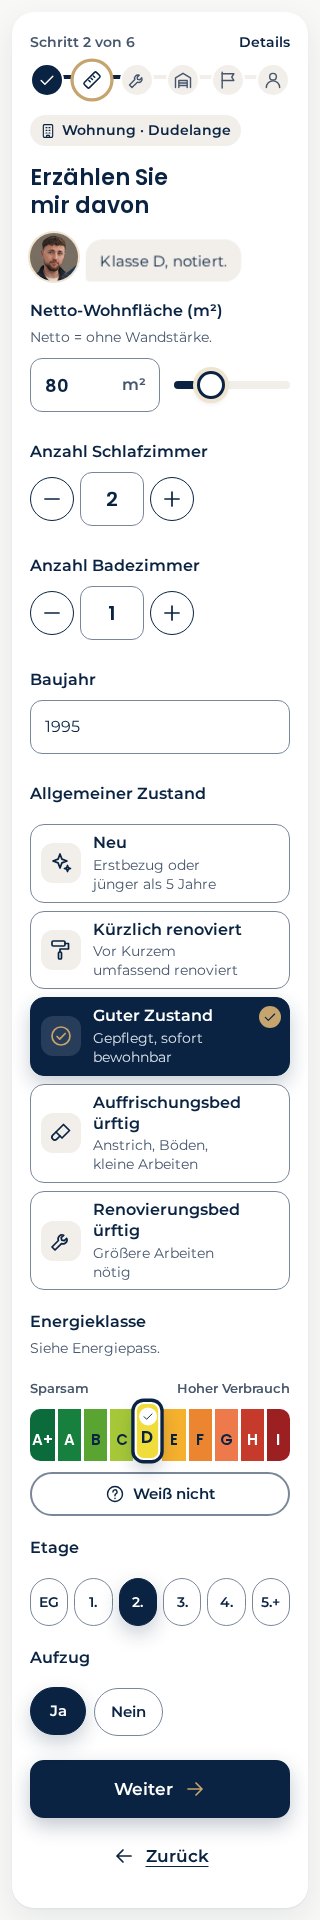 Schritt 2 von 6 Details
Wohnung · Dudelange
Erzählen Sie
mir davon
Klasse D, notiert.
Netto-Wohnfläche (m²)
Netto = ohne Wandstärke.
80 m²
Anzahl Schlafzimmer
2
Anzahl Badezimmer
1
Baujahr
1995
Allgemeiner Zustand
Neu
Erstbezug oder
jünger als 5 Jahre
Kürzlich renoviert
Vor Kurzem
umfassend renoviert
Guter Zustand
Gepflegt, sofort
bewohnbar
Auffrischungsbed
ürftig
Anstrich, Böden,
kleine Arbeiten
Renovierungsbed
ürftig
Größere Arbeiten
nötig
Energieklasse
Siehe Energiepass.
Sparsam Hoher Verbrauch
A+ A B C D E F G H I
Weiß nicht
Etage
EG 1. 2. 3. 4. 5.+
Aufzug
Ja Nein
Weiter
Zurück